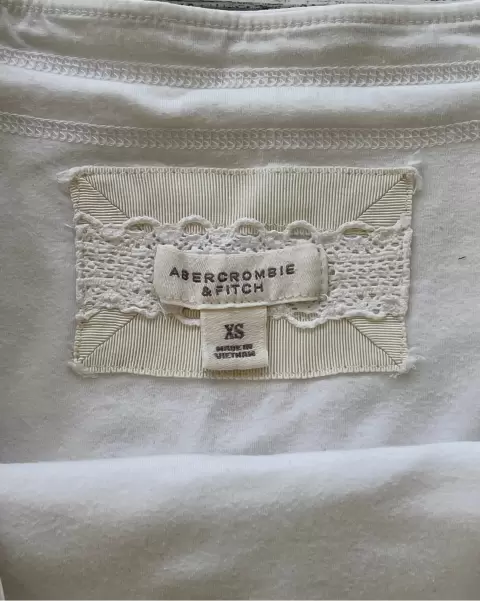 ABERCROMBIE
& FITCH
XS
MADE IN
VIETNAM